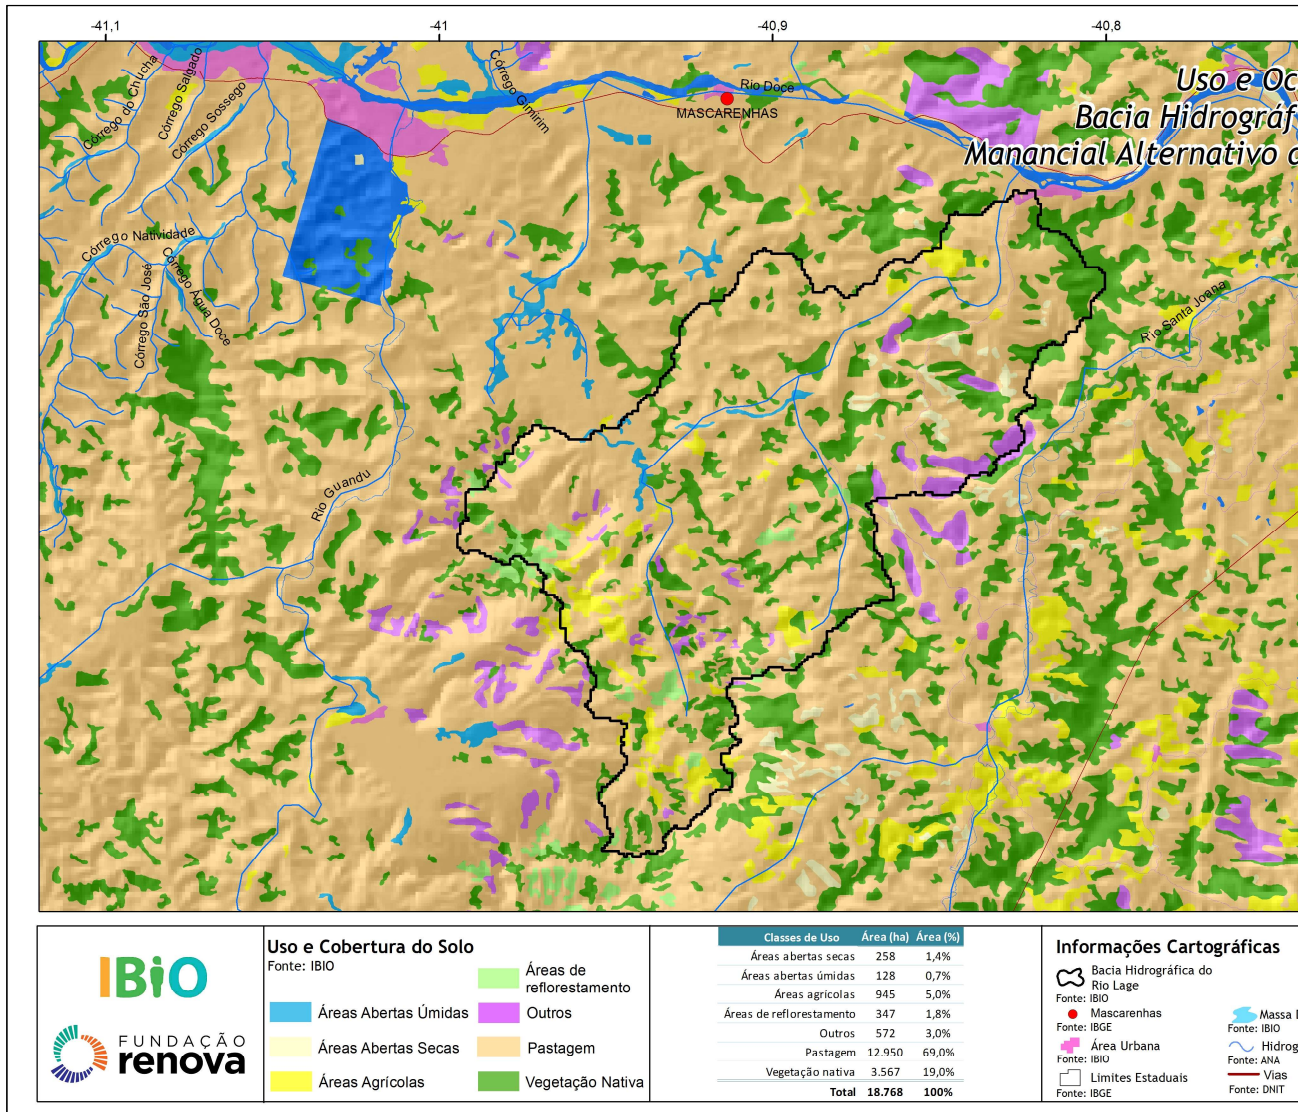 -41,1
-41
-40,9
-40,8
Uso e Oc
Bacia Hidrográf
Manancial Alternativo d
Rio Doce
MASCARENHAS
Córrego do Chucha
Córrego Salgado
Córrego Sossego
Córrego Natividade
Córrego São José
Córrego Água Doce
Rio Guandu
Rio Santa Joana
IBiO
FUNDAÇÃO
renova
Uso e Cobertura do Solo
Fonte: IBIO
Áreas Abertas Úmidas
Áreas Abertas Secas
Áreas Agrícolas
Áreas de
reflorestamento
Outros
Pastagem
Vegetação Nativa
Classes de Uso Área (ha) Área (%)
Áreas abertas secas 258 1,4%
Áreas abertas úmidas 128 0,7%
Áreas agrícolas 945 5,0%
Áreas de reflorestamento 347 1,8%
Outros 572 3,0%
Pastagem 12.950 69,0%
Vegetação nativa 3.567 19,0%
Total 18.768 100%
Informações Cartográficas
Bacia Hidrográfica do
Rio Lage
Fonte: IBIO
Mascarenhas
Fonte: IBGE
Área Urbana
Fonte: IBIO
Limites Estaduais
Fonte: IBGE
Massa
Fonte: IBIO
Hidrog
Fonte: ANA
Vias
Fonte: DNIT